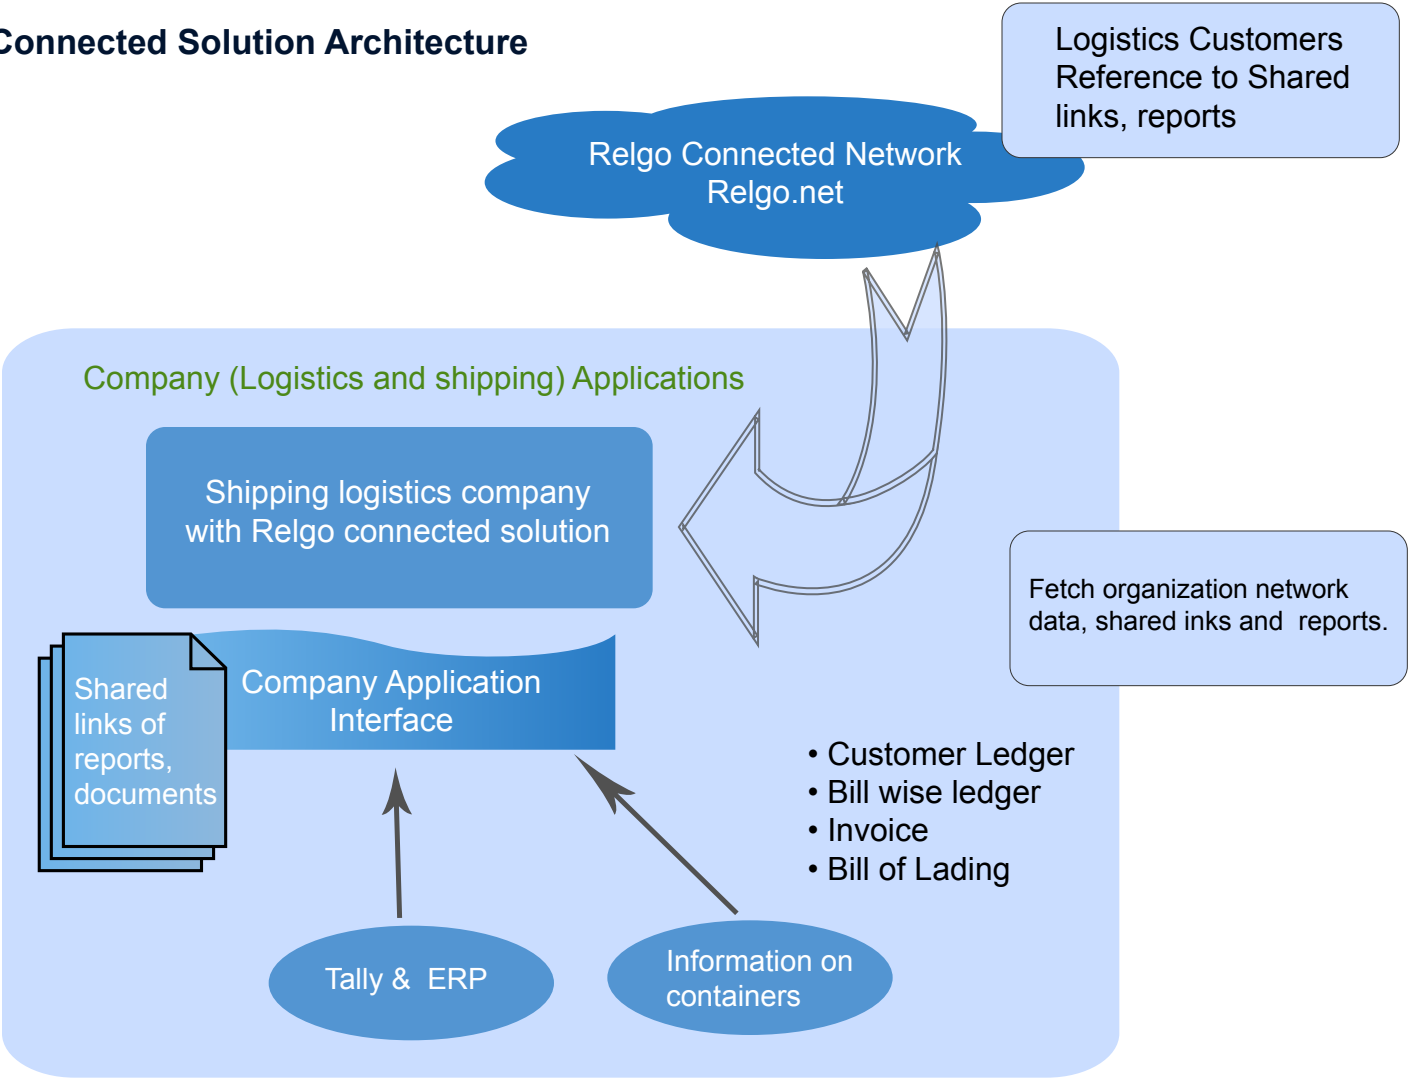 Connected Solution Architecture
Logistics Customers
Reference to Shared
links, reports
Relgo Connected Network
Relgo.net
Company (Logistics and shipping) Applications
Shipping logistics company
with Relgo connected solution
Fetch organization network
data, shared inks and  reports.
Company Application
Interface
Shared
links of
reports,
documents
• Customer Ledger
• Bill wise ledger
• Invoice
• Bill of Lading
Tally &  ERP
Information on
containers